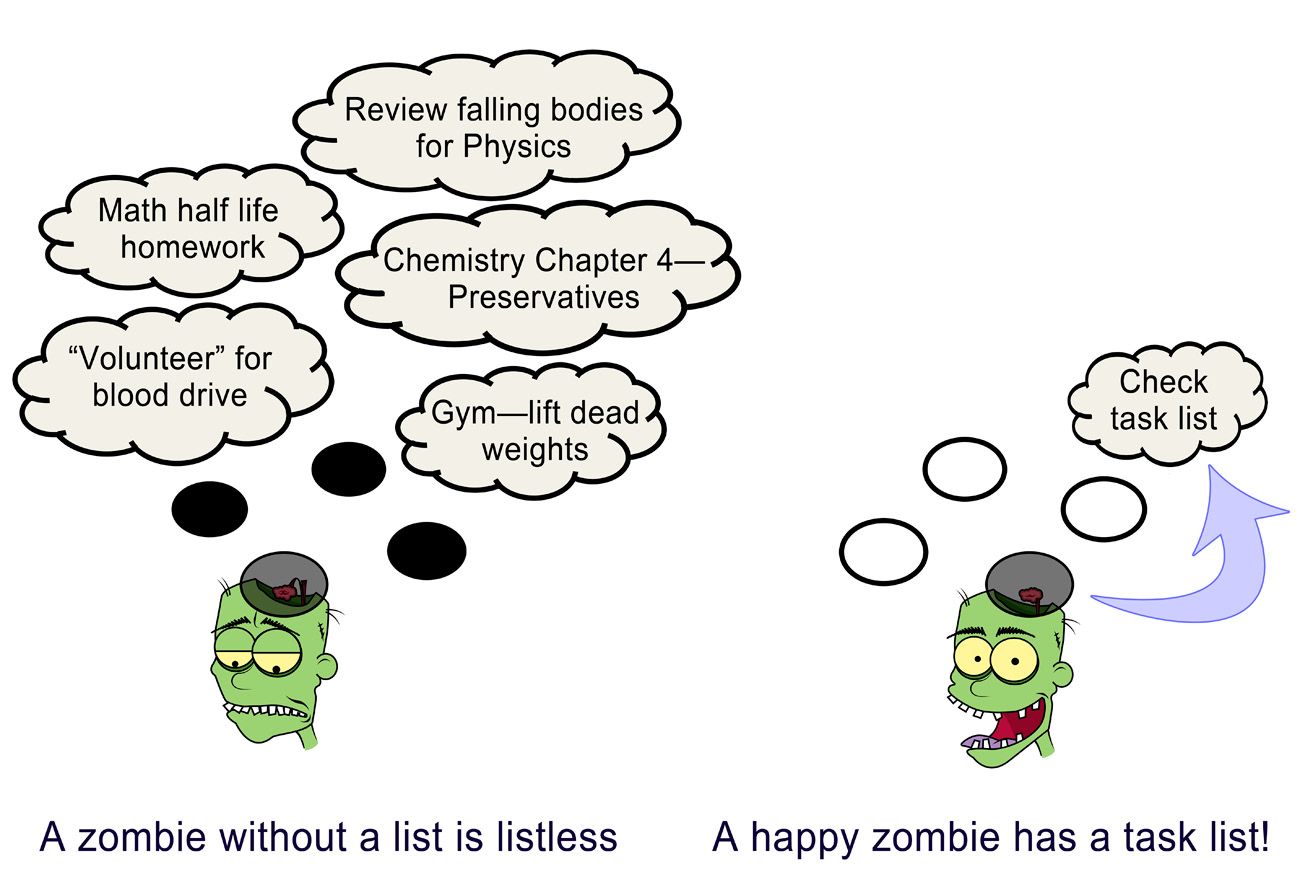 Review falling bodies
for Physics
Math half life
homework
Chemistry Chapter 4—
Preservatives
“Volunteer” for
blood drive
Gym—lift dead
weights
Check
task list
A zombie without a list is listless
A happy zombie has a task list!